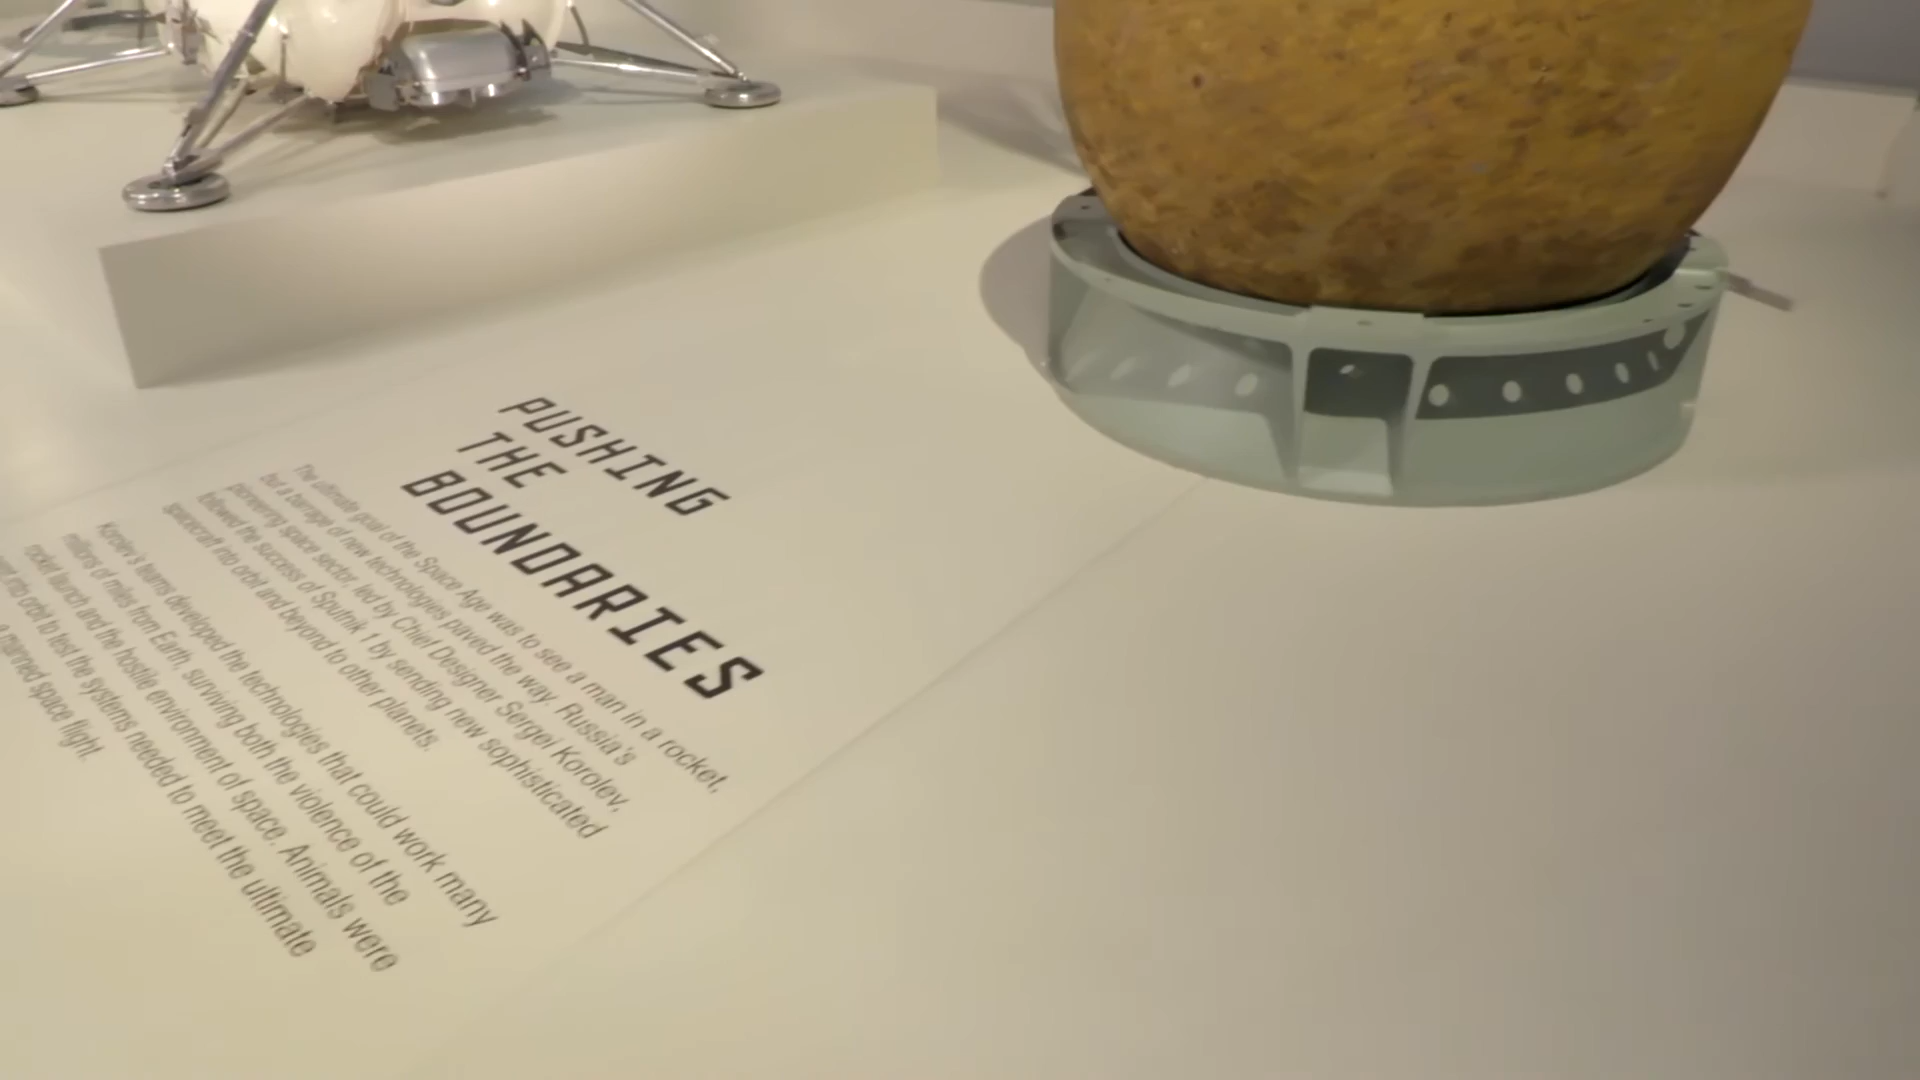 PUSHING
THE
BOUNDARIES
The ultimate goal of the Space Age was to see a man in a rocket,
but a barrage of new technologies paved the way. Russia's
pioneering space sector, led by Chief Designer Sergei Korolev,
followed the success of Sputnik 1 by sending new sophisticated
spacecraft into orbit and beyond to other planets.
Korolev's teams developed the technologies that could work many
millions of miles from Earth, surviving both the violence of the
rocket launch and the hostile environment of space. Animals were
into orbit to test the systems needed to meet the ultimate
a manned space flight.